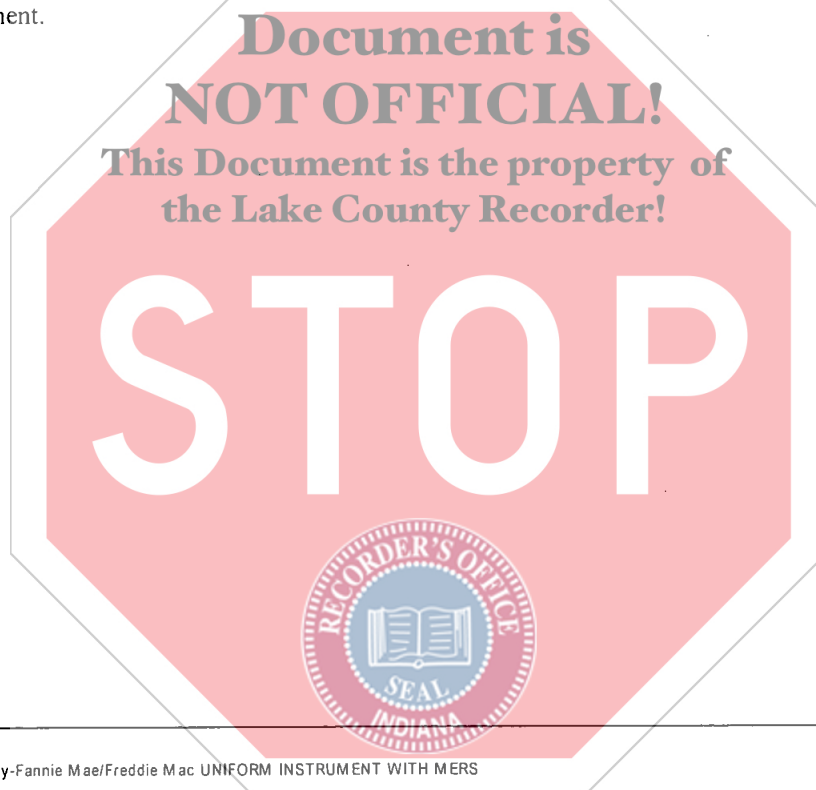 nent.
Document is
NOT OFFICIAL!
This Document is the property of
the Lake County Recorder!
STOP
RECORDER'S OFFICE
SEAL
INDIANA
y-Fannie Mae/Freddie Mac UNIFORM INSTRUMENT WITH MERS